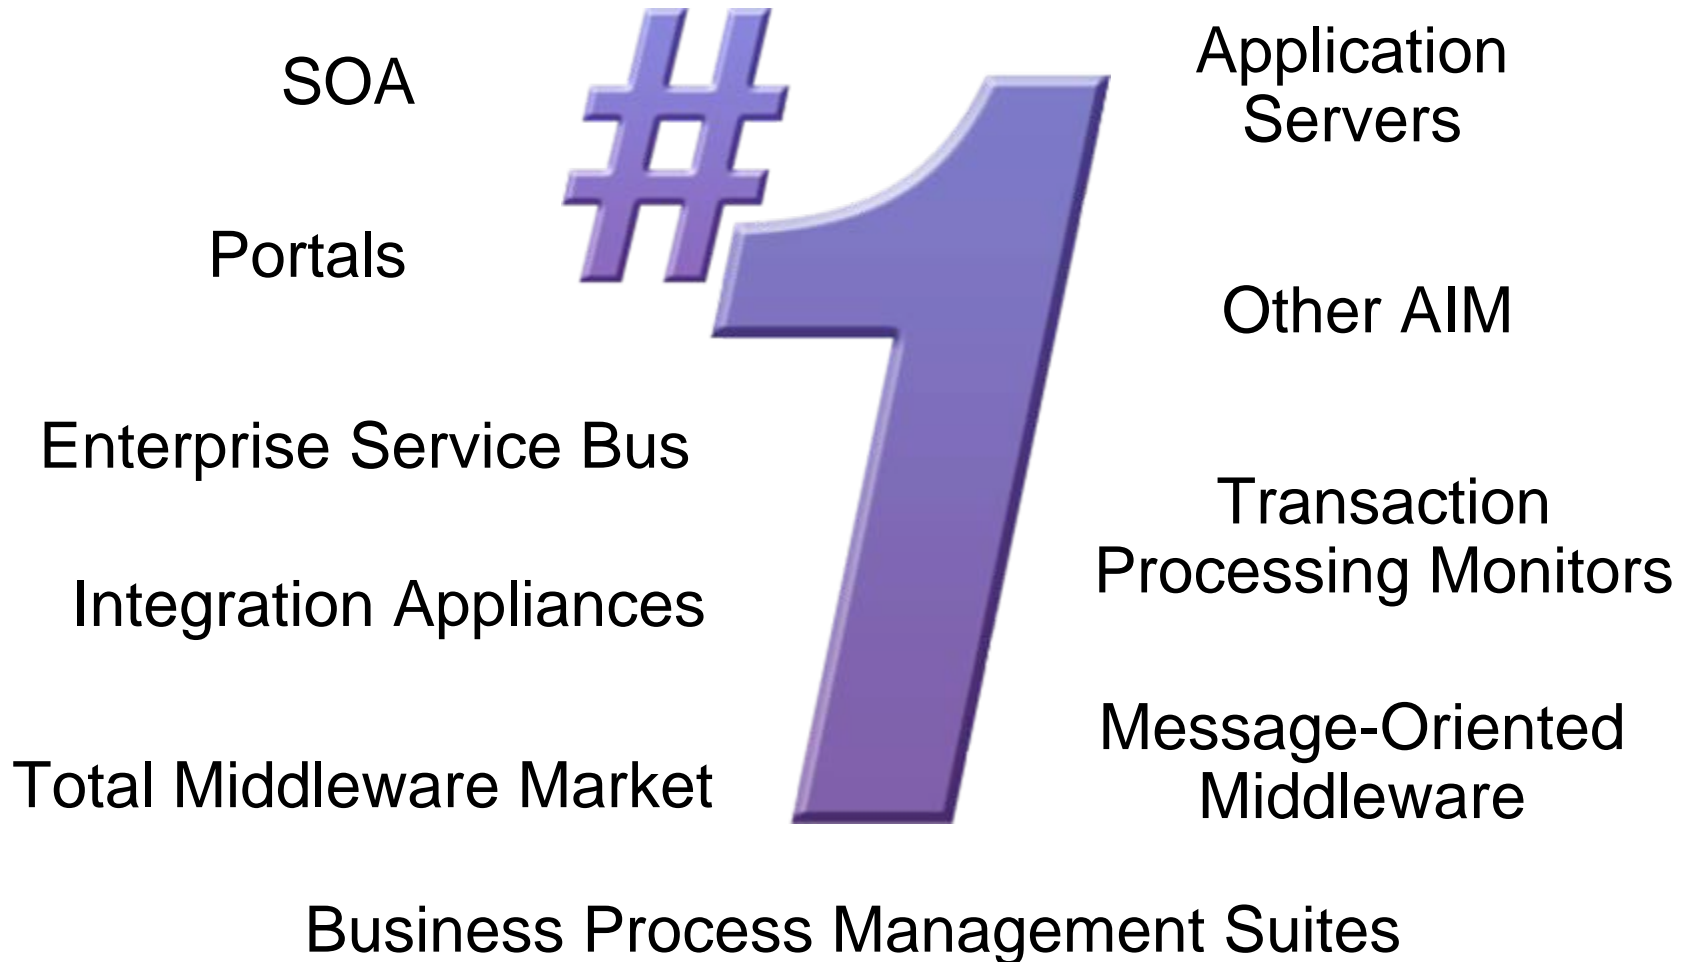 SOA
Portals
Enterprise Service Bus
Integration Appliances
Total Middleware Market
#1
Application
Servers
Other AIM
Transaction
Processing Monitors
Message-Oriented
Middleware
Business Process Management Suites